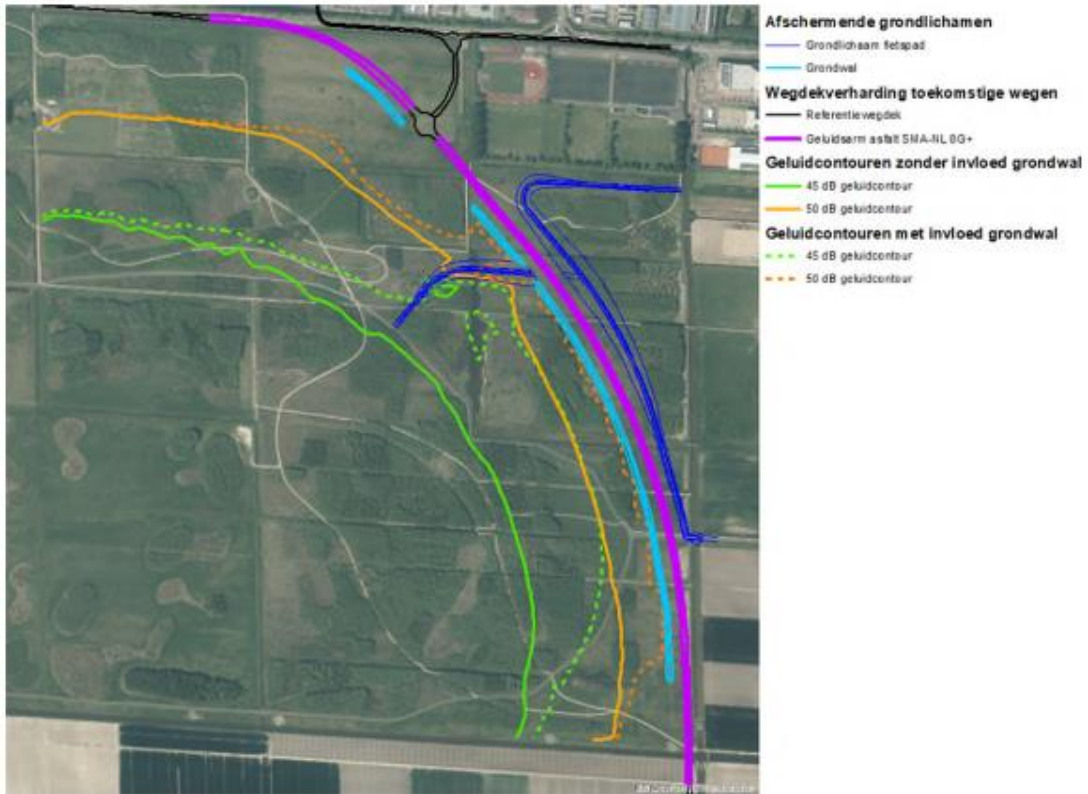 Afschermende grondlichamen
Grondlichaam fietspad
Grondwal
Wegdekverharding toekomstige wegen
Referentiewegdek
Geluidsarm asfalt SMA-NL 8G+
Geluidcontouren zonder invloed grondwal
45 dB geluidcontour
50 dB geluidcontour
Geluidcontouren met invloed grondwal
45 dB geluidcontour
50 dB geluidcontour